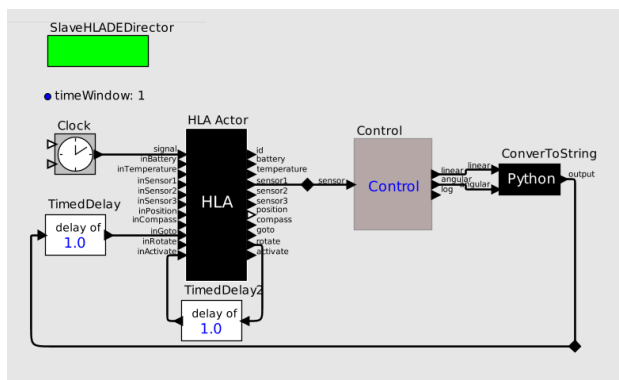 SlaveHLADEDirector
timeWindow: 1
Clock
HLA Actor
signal
inBattery
inTemperature
inSensor1
inSensor2
inSensor3
inPosition
inCompass
inGoto
inRotate
inActivate
HLA
id
battery
temperature
sensor1
sensor2
sensor3
position
compass
goto
rotate
activate
TimedDelay
delay of
1.0
TimedDelay2
delay of
1.0
sensor
Control
Control
linear
angular
log
linear
angular
ConverToString
Python
output